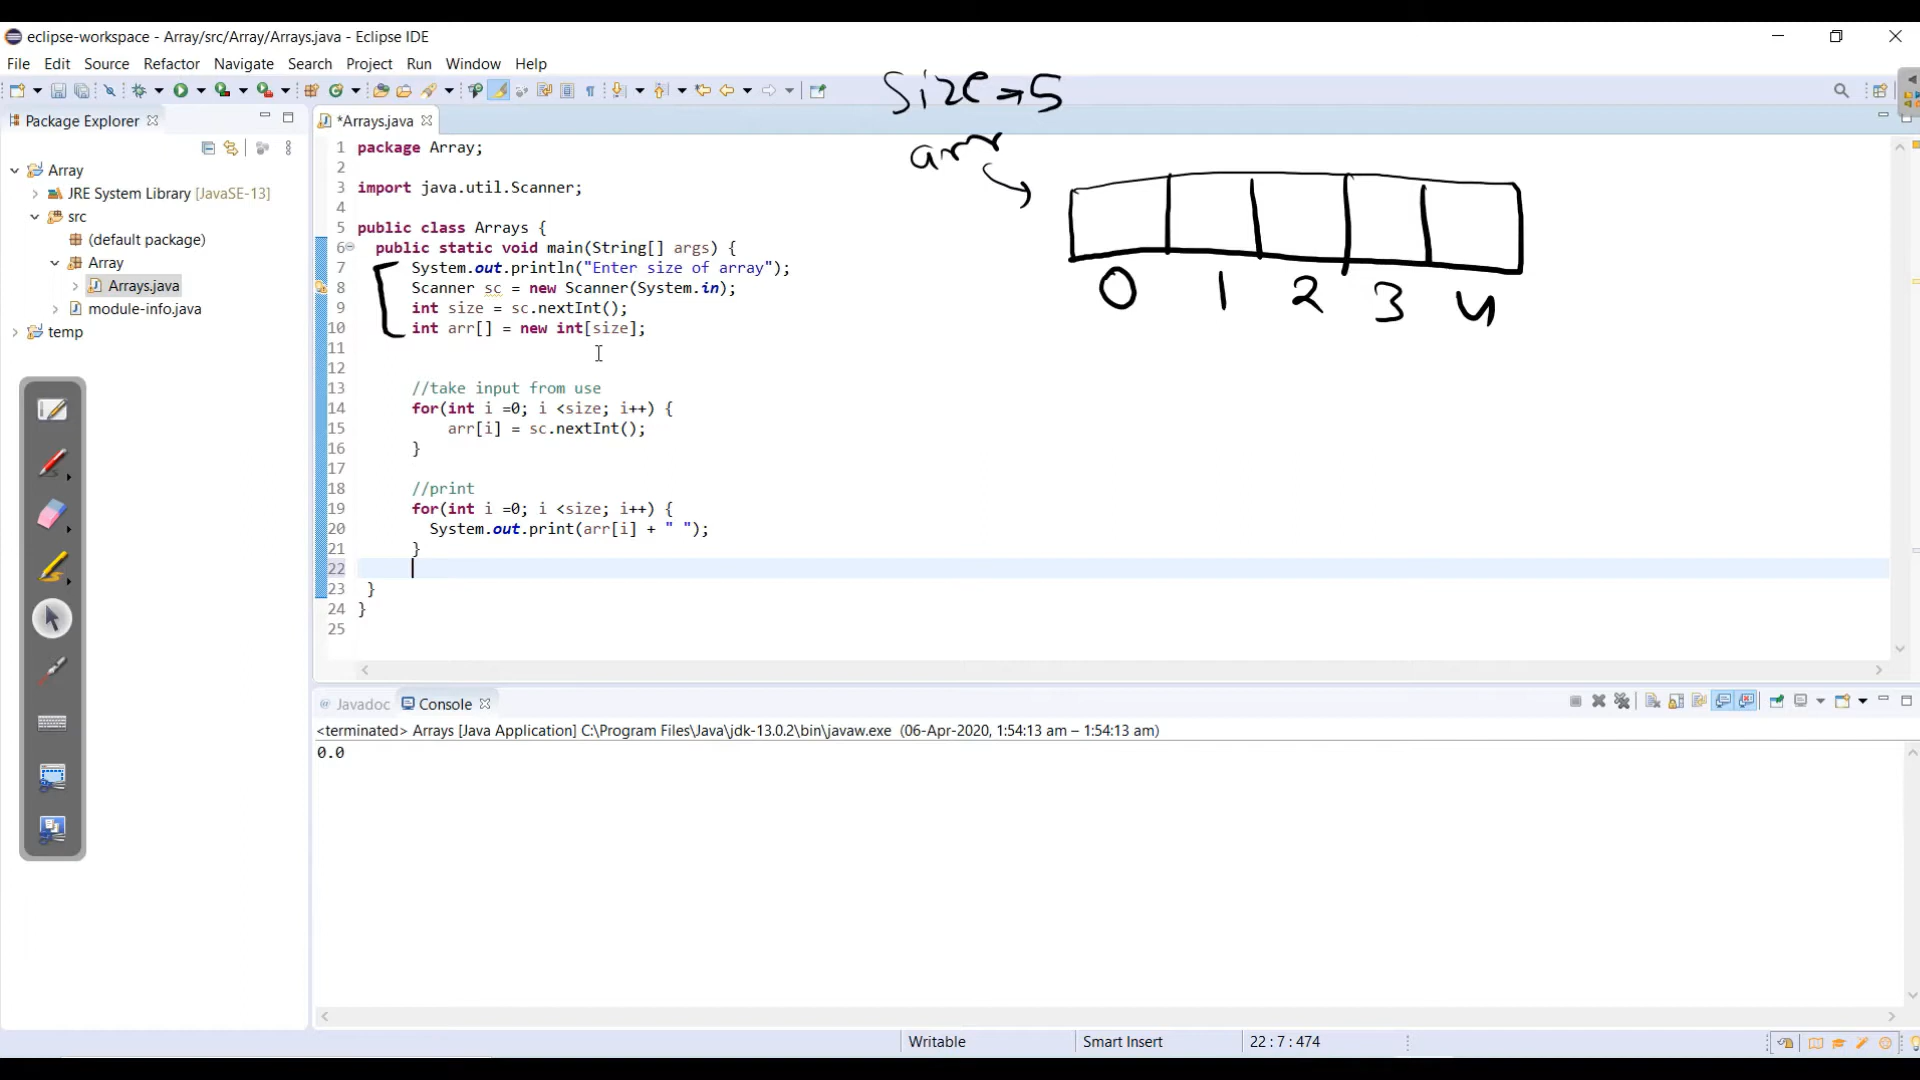 eclipse-workspace - Array/src/Array/Arrays.java - Eclipse IDE
File Edit Source Refactor Navigate Search Project Run Window Help
size → 5
Package Explorer
*Arrays.java
arr
Array
JRE System Library [JavaSE-13]
src
(default package)
Array
Arrays.java
module-info.java
temp
1 package Array;
2
3 import java.util.Scanner;
4
5 public class Arrays {
6 public static void main(String[] args) {
7 System.out.println("Enter size of array");
8 Scanner sc = new Scanner(System.in);
9 int size = sc.nextInt();
10 int arr[] = new int[size];
11
12
13 //take input from use
14 for(int i =0; i <size; i++) {
15 arr[i] = sc.nextInt();
16 }
17
18 //print
19 for(int i =0; i <size; i++) {
20 System.out.print(arr[i] + " ");
21 }
22
23 }
24 }
25
0 1 2 3 4
Javadoc Console
<terminated> Arrays [Java Application] C:\Program Files\Java\jdk-13.0.2\bin\javaw.exe (06-Apr-2020, 1:54:13 am – 1:54:13 am)
0.0
Writable Smart Insert 22 : 7 : 474